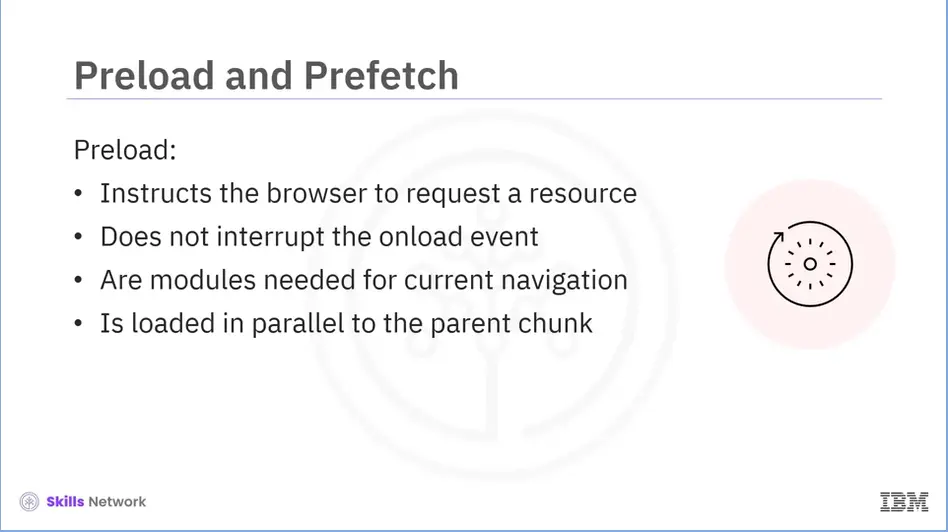 Preload and Prefetch
Preload:
• Instructs the browser to request a resource
• Does not interrupt the onload event
• Are modules needed for current navigation
• Is loaded in parallel to the parent chunk
Skills Network
IBM